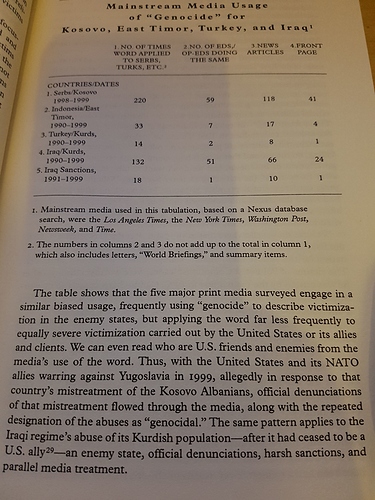 Mainstream Media Usage
of "Genocide" for
Kosovo, East Timor, Turkey, and Iraq¹
1. NO. OF TIMES 2. NO. OF EDS/ 3. NEWS 4. FRONT
WORD APPLIED OP-EDS DOING ARTICLES PAGE
TO SERBS, THE SAME
TURKS, ETC.²
COUNTRIES/DATES
1. Serbs/Kosovo
1998–1999 220 59 118 41
2. Indonesia/East
Timor,
1990–1999 33 7 17 4
3. Turkey/Kurds,
1990–1999 14 2 8 1
4. Iraq/Kurds,
1990–1999 132 51 66 24
5. Iraq Sanctions,
1991–1999 18 1 10 1
1. Mainstream media used in this tabulation, based on a Nexus database
search, were the Los Angeles Times, the New York Times, Washington Post,
Newsweek, and Time.
2. The numbers in columns 2 and 3 do not add up to the total in column 1,
which also includes letters, "World Briefings," and summary items.
The table shows that the five major print media surveyed engage in a
similar biased usage, frequently using "genocide" to describe victimiza-
tion in the enemy states, but applying the word far less frequently to
equally severe victimization carried out by the United States or its allies
and clients. We can even read who are U.S. friends and enemies from the
media's use of the word. Thus, with the United States and its NATO
allies warring against Yugoslavia in 1999, allegedly in response to that
country's mistreatment of the Kosovo Albanians, official denunciations
of that mistreatment flowed through the media, along with the repeated
designation of the abuses as "genocidal." The same pattern applies to the
Iraqi regime's abuse of its Kurdish population—after it had ceased to be a
U.S. ally²⁹—an enemy state, official denunciations, harsh sanctions, and
parallel media treatment.